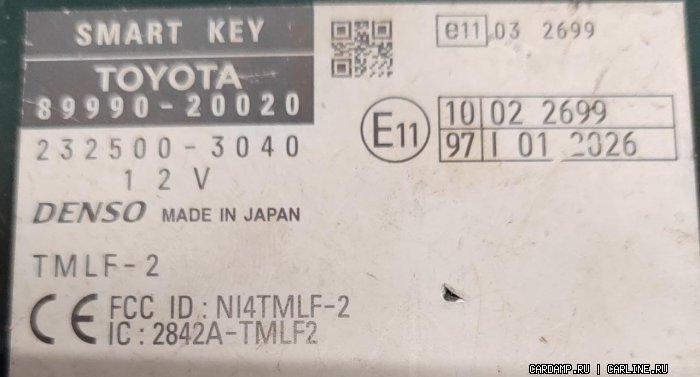 SMART KEY
TOYOTA
89990-20020
232500-3040
12V
DENSO MADE IN JAPAN
TMLF-2
CE FCC ID : NI4TMLF-2
IC : 2842A-TMLF2
e11 03 2699
E11
10 02 2699
97 I 01 2026
CARDAMP.RU | CARLINE.RU